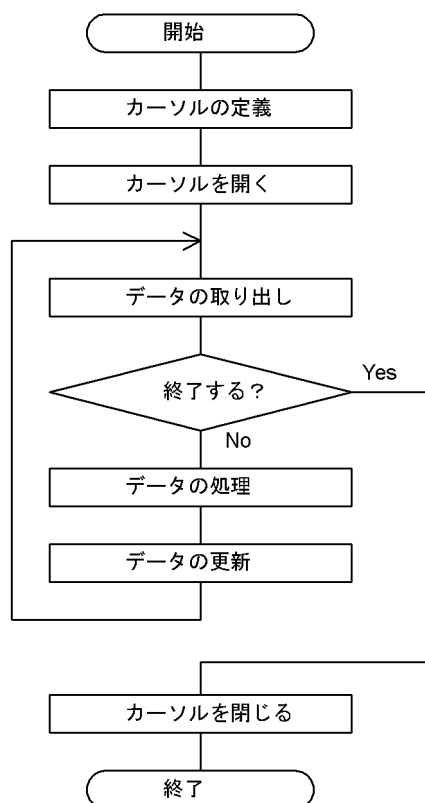 開始
カーソルの定義
カーソルを開く
データの取り出し
終了する？
Yes
No
データの処理
データの更新
カーソルを閉じる
終了